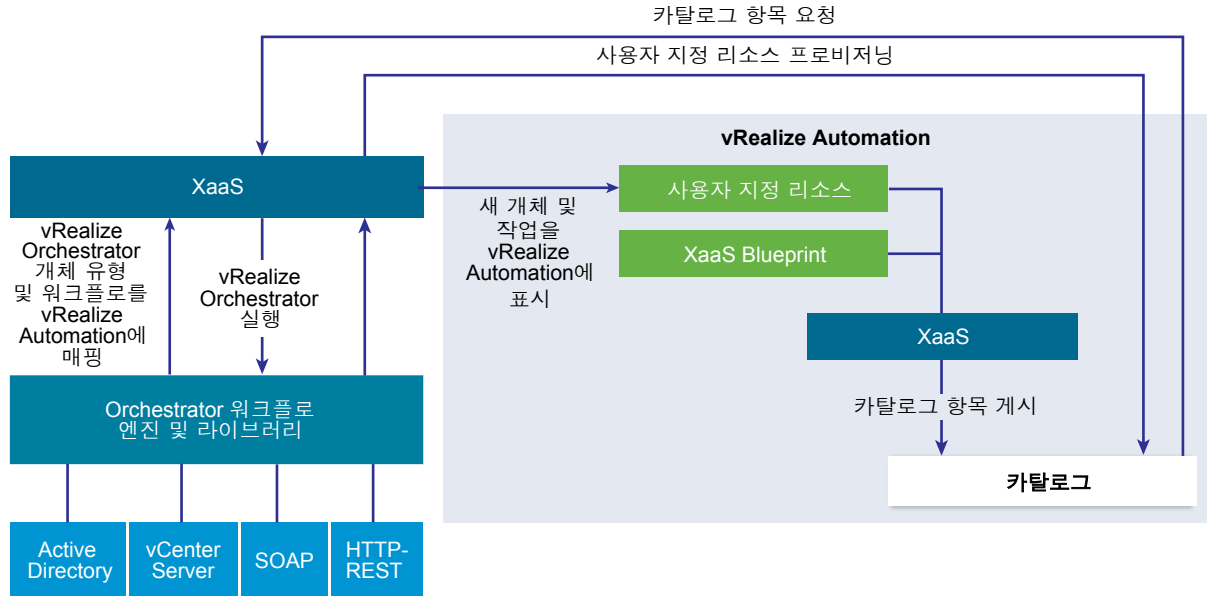 카탈로그 항목 요청
사용자 지정 리소스 프로비저닝
vRealize Automation
XaaS
사용자 지정 리소스
새 개체 및
작업을
vRealize
Automation에
표시
XaaS Blueprint
vRealize
Orchestrator
개체 유형
및 워크플로를
vRealize
Automation에
매핑
vRealize
Orchestrator
실행
XaaS
카탈로그 항목 게시
카탈로그
Orchestrator 워크플로
엔진 및 라이브러리
Active
Directory
vCenter
Server
SOAP
HTTP-
REST